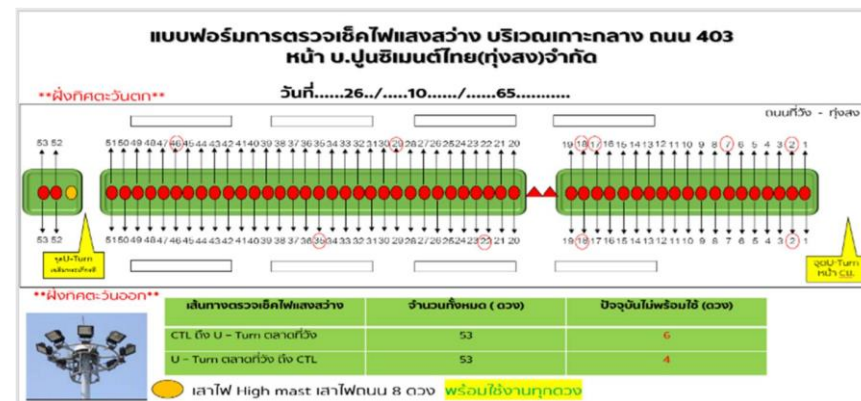 แบบฟอร์มการตรวจเช็คไฟแสงสว่าง บริเวณเกาะกลาง ถนน 403
หน้า บ.ปูนซิเมนต์ไทย(ทุ่งสง)จำกัด
**ฝั่งทิศตะวันตก**
วันที่......26../.....10....../......65...........
ถนนที่วัง - ทุ่งสง
53 52 51 50 49 48 47 46 45 44 43 42 41 40 39 38 37 36 35 34 33 32 31 30 29 28 27 26 25 24 23 22 21 20 19 18 17 16 15 14 13 12 11 10 9 8 7 6 5 4 3 2 1
53 52 51 50 49 48 47 46 45 44 43 42 41 40 39 38 37 36 35 34 33 32 31 30 29 28 27 26 25 24 23 22 21 20 19 18 17 16 15 14 13 12 11 10 9 8 7 6 5 4 3 2 1
จุดU-Turn
จุดU-Turn
หน้า
**ฝั่งทิศตะวันออก**
เส้นทางตรวจเช็คไฟแสงสว่าง จำนวนทั้งหมด ( ดวง) ปัจจุบันไม่พร้อมใช้ (ดวง)
CTL ถึง U – Turn ตลาดที่วัง 53 6
U – Turn ตลาดที่วัง ถึง CTL 53 4
เสาไฟ High mast เสาไฟถนน 8 ดวง พร้อมใช้งานทุกดวง